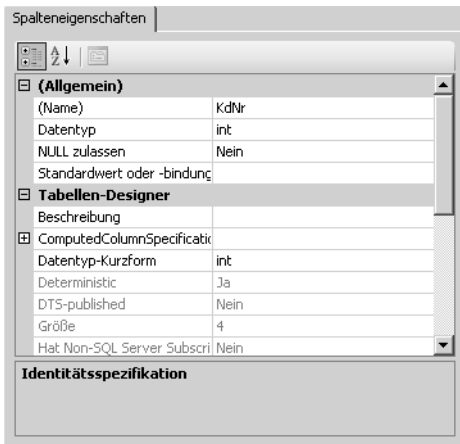 Spalteneigenschaften
(Allgemein)
(Name) KdNr
Datentyp int
NULL zulassen Nein
Standardwert oder -bindung
Tabellen-Designer
Beschreibung
ComputedColumnSpecificatio
Datentyp-Kurzform int
Deterministic Ja
DTS-published Nein
Größe 4
Hat Non-SQL Server Subscri Nein
Identitätsspezifikation